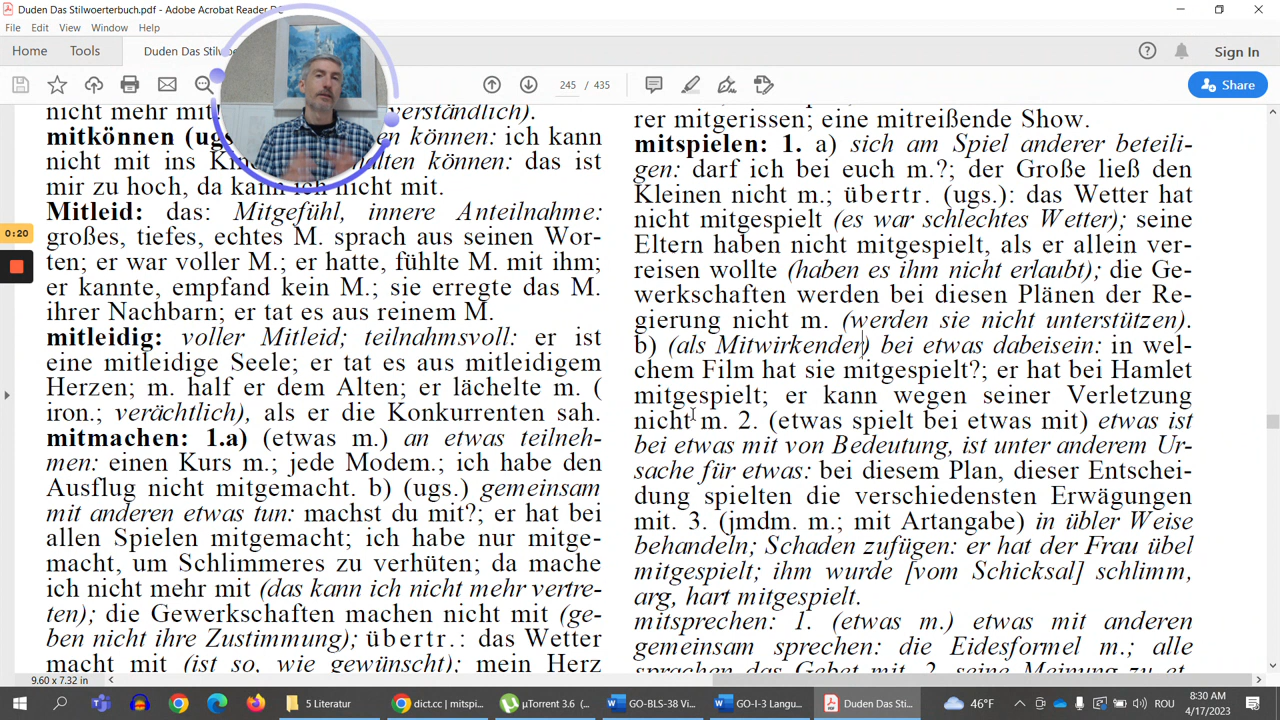 Duden Das Stilwoerterbuch.pdf - Adobe Acrobat Reader DC
File Edit View Window Help
Home Tools Duden Das Stilwo
245 / 435
Share
Sign In
0:20
nicht mehr mit! verständlich).
mitkönnen (ugs en können: ich kann
nicht mit ins Kin alten können: das ist
mir zu hoch, da kann ich nicht mit.
Mitleid: das: Mitgefühl, innere Anteilnahme:
großes, tiefes, echtes M. sprach aus seinen Wor-
ten; er war voller M.; er hatte, fühlte M. mit ihm;
er kannte, empfand kein M.; sie erregte das M.
ihrer Nachbarn; er tat es aus reinem M.
mitleidig: voller Mitleid; teilnahmsvoll: er ist
eine mitleidige Seele; er tat es aus mitleidigem
Herzen; m. half er dem Alten; er lächelte m. (
iron.; verächtlich), als er die Konkurrenten sah.
mitmachen: 1.a) (etwas m.) an etwas teilneh-
men: einen Kurs m.; jede Modem.; ich habe den
Ausflug nicht mitgemacht. b) (ugs.) gemeinsam
mit anderen etwas tun: machst du mit?; er hat bei
allen Spielen mitgemacht; ich habe nur mitge-
macht, um Schlimmeres zu verhüten; da mache
ich nicht mehr mit (das kann ich nicht mehr vertre-
ten); die Gewerkschaften machen nicht mit (ge-
ben nicht ihre Zustimmung); übertr.: das Wetter
macht mit (ist so, wie gewünscht); mein Herz
rer mitgerissen; eine mitreißende Show.
mitspielen: 1. a) sich am Spiel anderer beteili-
gen: darf ich bei euch m.?; der Große ließ den
Kleinen nicht m.; übertr. (ugs.): das Wetter hat
nicht mitgespielt (es war schlechtes Wetter); seine
Eltern haben nicht mitgespielt, als er allein ver-
reisen wollte (haben es ihm nicht erlaubt); die Ge-
werkschaften werden bei diesen Plänen der Re-
gierung nicht m. (werden sie nicht unterstützen).
b) (als Mitwirkender) bei etwas dabeisein: in wel-
chem Film hat sie mitgespielt?; er hat bei Hamlet
mitgespielt; er kann wegen seiner Verletzung
nicht m. 2. (etwas spielt bei etwas mit) etwas ist
bei etwas mit von Bedeutung, ist unter anderem Ur-
sache für etwas: bei diesem Plan, dieser Entschei-
dung spielten die verschiedensten Erwägungen
mit. 3. (jmdm. m.; mit Artangabe) in übler Weise
behandeln; Schaden zufügen: er hat der Frau übel
mitgespielt; ihm wurde [vom Schicksal] schlimm,
arg, hart mitgespielt.
mitsprechen: 1. (etwas m.) etwas mit anderen
gemeinsam sprechen: die Eidesformel m.; alle
sprachen das Gebet mit. 2. seine Meinung zu et-
9.60 x 7.32 in
5 Literatur dict.cc | mitspi... µTorrent 3.6 (... GO-BLS-38 Vi... GO-I-3 Langu... Duden Das Sti... 46°F ROU 8:30 AM
4/17/2023